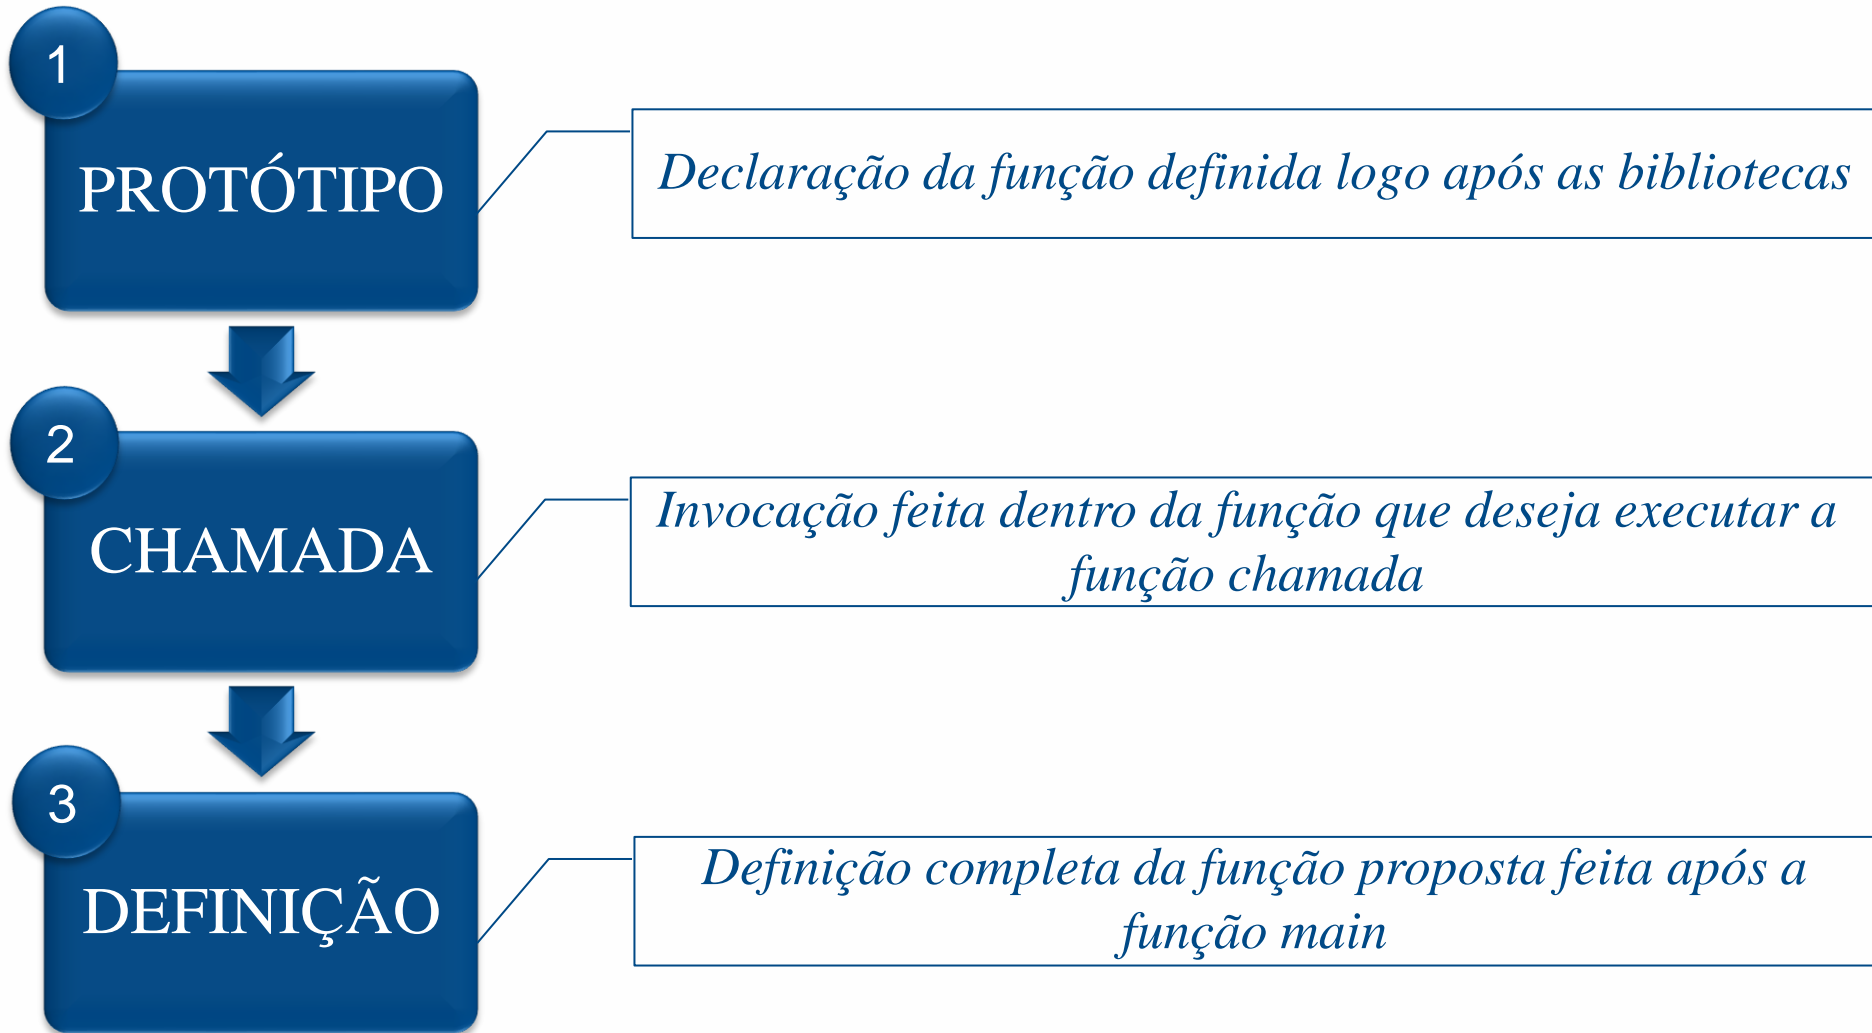 1
PROTÓTIPO
Declaração da função definida logo após as bibliotecas
2
CHAMADA
Invocação feita dentro da função que deseja executar a
função chamada
3
DEFINIÇÃO
Definição completa da função proposta feita após a
função main